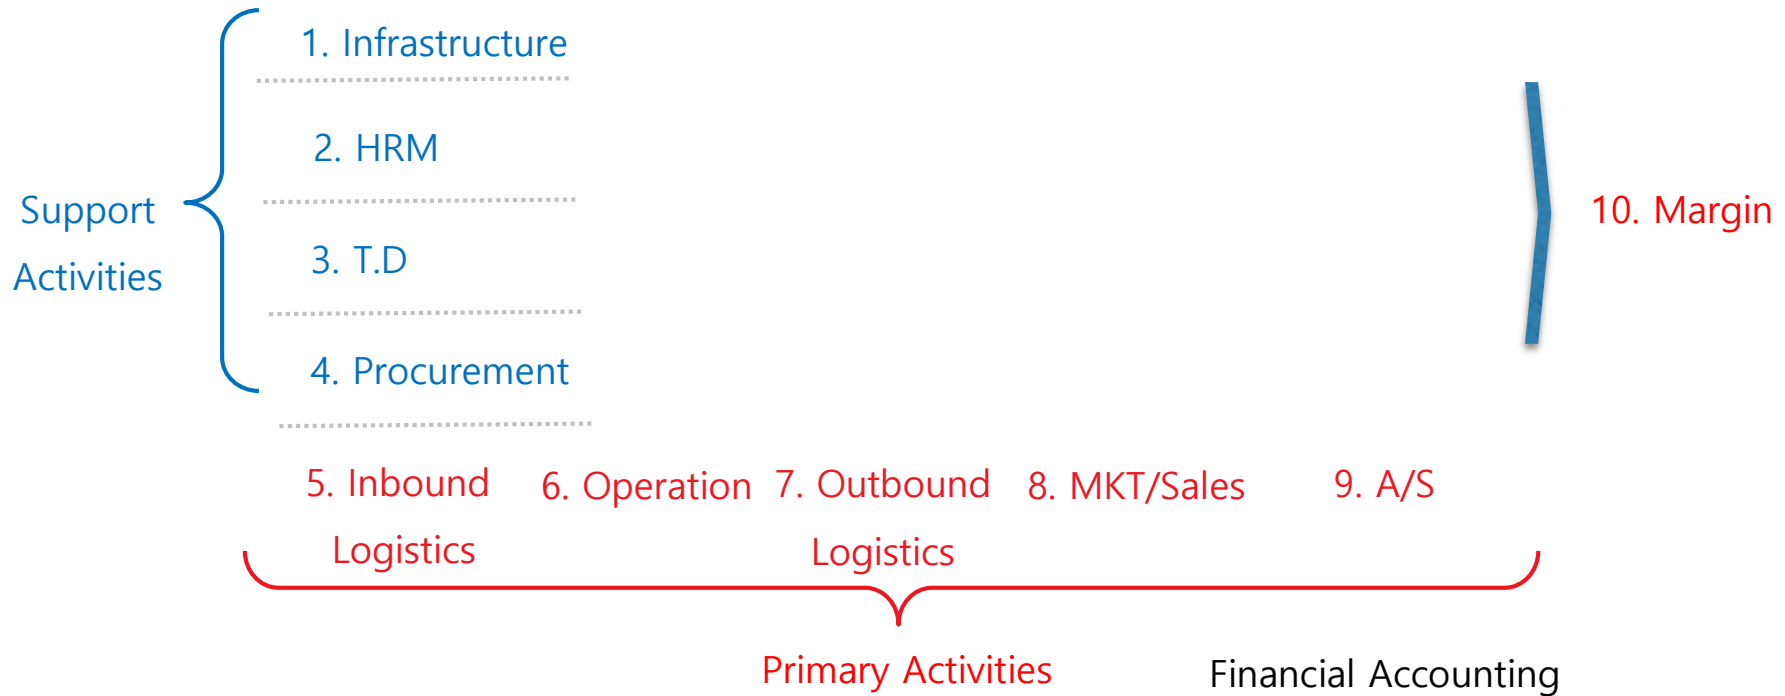 1. Infrastructure
2. HRM
Support
Activities
3. T.D
4. Procurement
10. Margin
5. Inbound
Logistics
6. Operation
7. Outbound
Logistics
8. MKT/Sales
9. A/S
Primary Activities
Financial Accounting